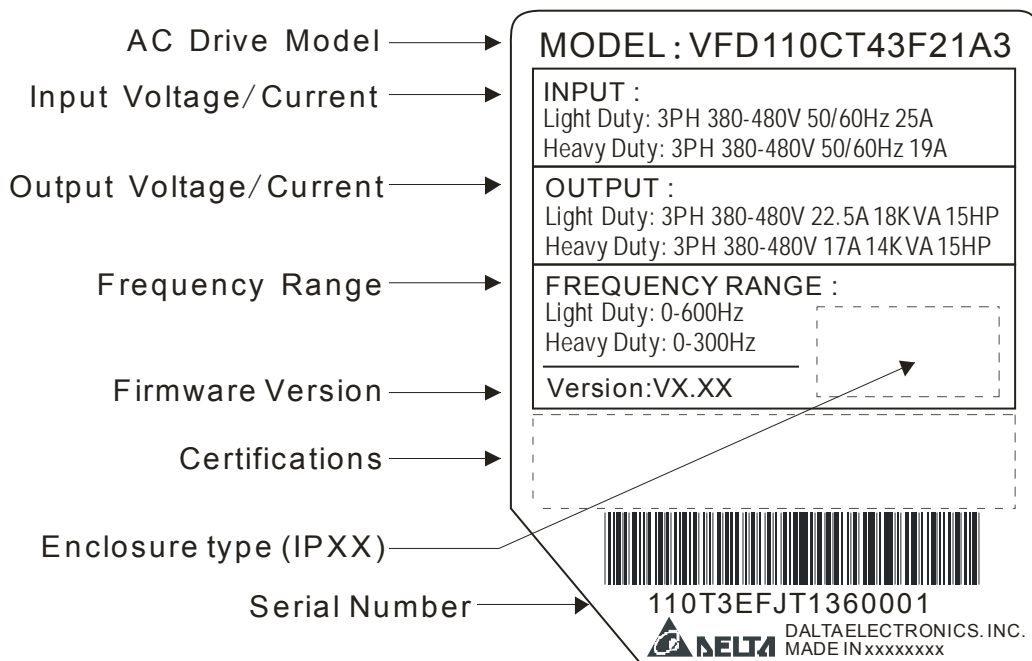 AC Drive Model
MODEL : VFD110CT43F21A3
Input Voltage/Current
INPUT :
Light Duty: 3PH 380-480V 50/60Hz 25A
Heavy Duty: 3PH 380-480V 50/60Hz 19A
Output Voltage/Current
OUTPUT :
Light Duty: 3PH 380-480V 22.5A 18KVA 15HP
Heavy Duty: 3PH 380-480V 17A 14KVA 15HP
Frequency Range
FREQUENCY RANGE :
Light Duty: 0-600Hz
Heavy Duty: 0-300Hz
Firmware Version
Version:VX.XX
Certifications
Enclosure type (IPXX)
Serial Number
110T3EFJT1360001
DELTA
DALTAELECTRONICS. INC.
MADE IN xxxxxxxx